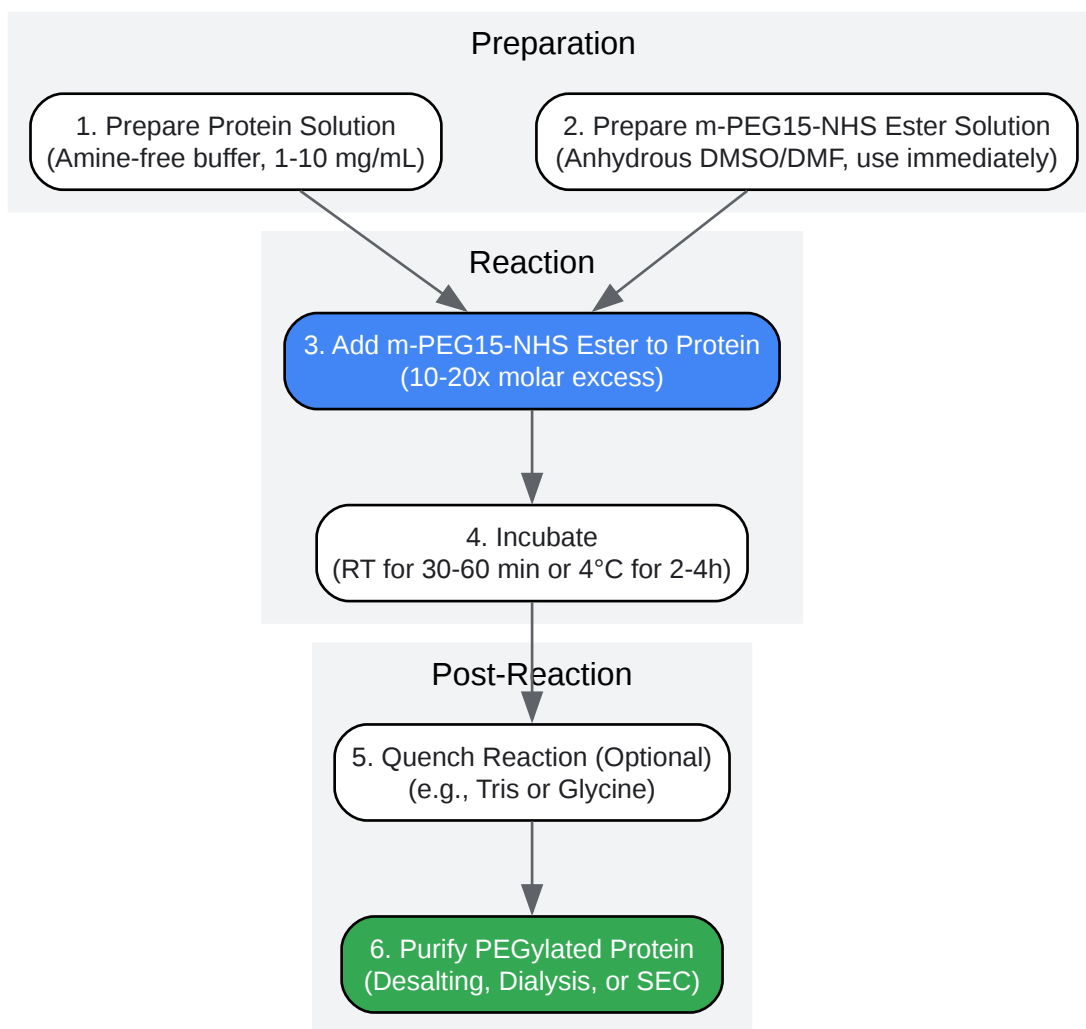 Preparation
1. Prepare Protein Solution
(Amine-free buffer, 1-10 mg/mL)
2. Prepare m-PEG15-NHS Ester Solution
(Anhydrous DMSO/DMF, use immediately)
Reaction
3. Add m-PEG15-NHS Ester to Protein
(10-20x molar excess)
4. Incubate
(RT for 30-60 min or 4°C for 2-4h)
Post-Reaction
5. Quench Reaction (Optional)
(e.g., Tris or Glycine)
6. Purify PEGylated Protein
(Desalting, Dialysis, or SEC)